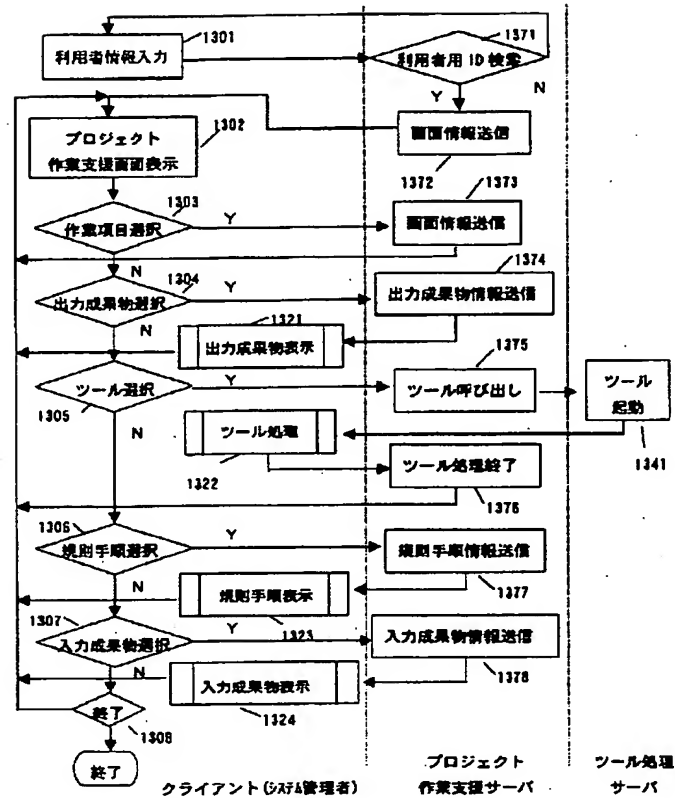 1301
利用者情報入力
1371
利用者用ID検索
N
Y
プロジェクト
作業支援画面表示
1302
画面情報送信
1372
1373
1303
作業項目選択
Y
画面情報送信
N
1374
1304
出力成果物選択
Y
出力成果物情報送信
N
1321
出力成果物表示
1375
ツール選択
Y
ツール呼び出し
ツール
起動
1305
N
ツール処理
1341
1322
ツール処理終了
1376
1306
規則手順選択
Y
規則手順情報送信
N
規則手順表示
1377
1307
1323
入力成果物選択
Y
入力成果物情報送信
N
入力成果物表示
1378
終了
1324
1308
終了
クライアント(システム管理者)
プロジェクト
作業支援サーバ
ツール処理
サーバ